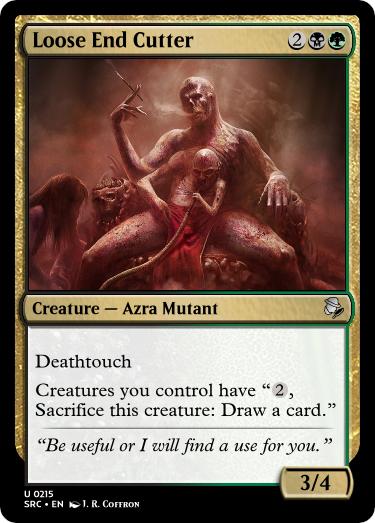 Loose End Cutter 2
Creature — Azra Mutant
Deathtouch
Creatures you control have “2,
Sacrifice this creature: Draw a card.”
“Be useful or I will find a use for you.”
3/4
U 0215
SRC • EN J. R. Coffron